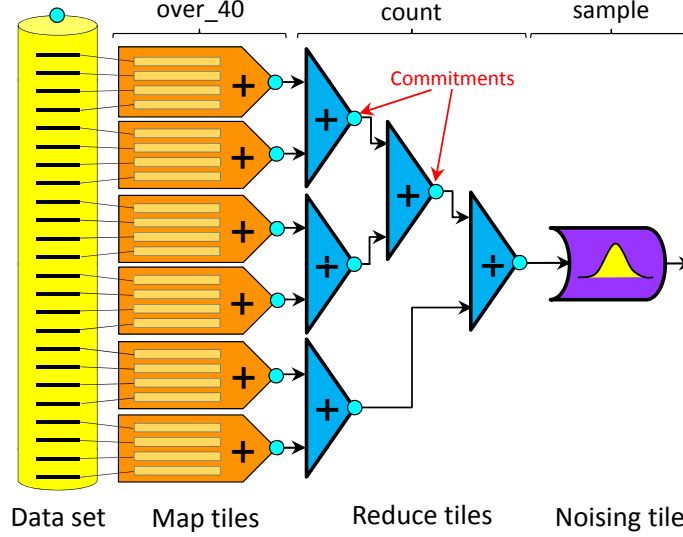 over_40
count
sample
Commitments
+
+
+
+
+
+
+
+
+
+
+
Data set
Map tiles
Reduce tiles
Noising tile